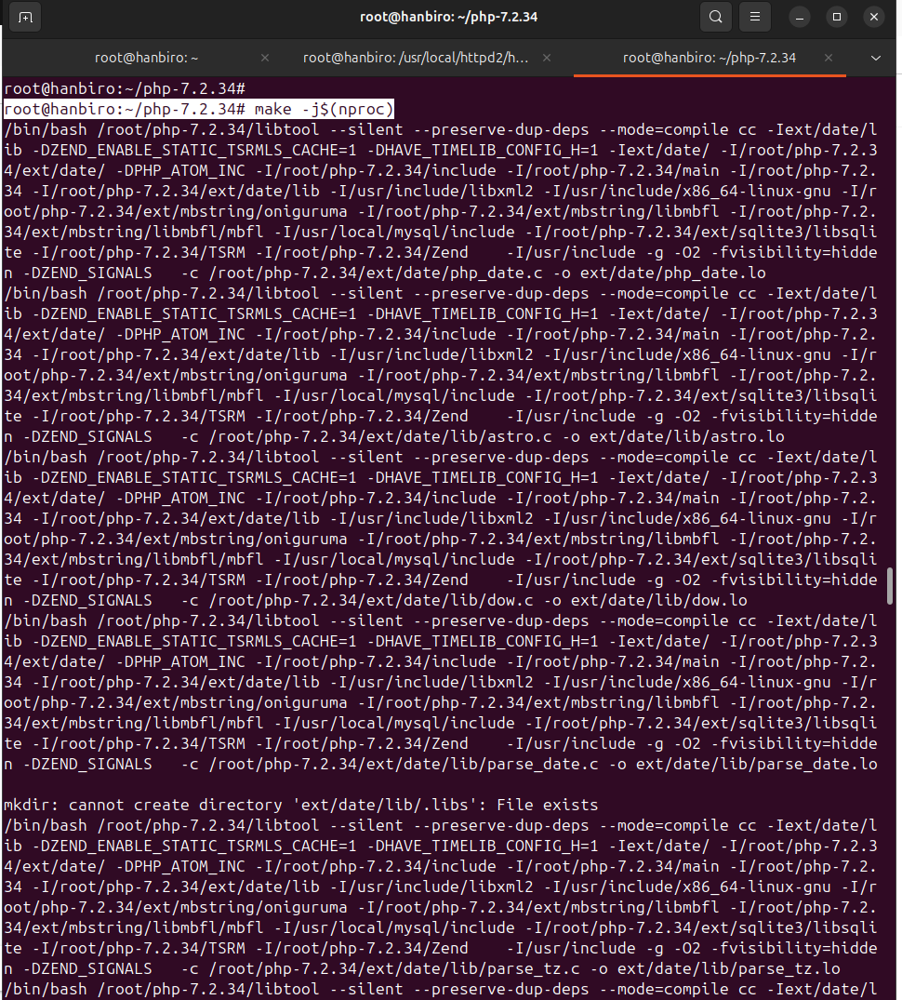 root@hanbiro: ~/php-7.2.34
root@hanbiro: ~
root@hanbiro: /usr/local/httpd2/h...
root@hanbiro: ~/php-7.2.34
root@hanbiro:~/php-7.2.34#
root@hanbiro:~/php-7.2.34# make -j$(nproc)
/bin/bash /root/php-7.2.34/libtool --silent --preserve-dup-deps --mode=compile cc -Iext/date/l
ib -DZEND_ENABLE_STATIC_TSRMLS_CACHE=1 -DHAVE_TIMELIB_CONFIG_H=1 -Iext/date/ -I/root/php-7.2.3
4/ext/date/ -DPHP_ATOM_INC -I/root/php-7.2.34/include -I/root/php-7.2.34/main -I/root/php-7.2.
34 -I/root/php-7.2.34/ext/date/lib -I/usr/include/libxml2 -I/usr/include/x86_64-linux-gnu -I/r
oot/php-7.2.34/ext/mbstring/oniguruma -I/root/php-7.2.34/ext/mbstring/libmbfl -I/root/php-7.2.
34/ext/mbstring/libmbfl/mbfl -I/usr/local/mysql/include -I/root/php-7.2.34/ext/sqlite3/libsqli
te -I/root/php-7.2.34/TSRM -I/root/php-7.2.34/Zend    -I/usr/include -g -O2 -fvisibility=hidde
n -DZEND_SIGNALS   -c /root/php-7.2.34/ext/date/php_date.c -o ext/date/php_date.lo
/bin/bash /root/php-7.2.34/libtool --silent --preserve-dup-deps --mode=compile cc -Iext/date/l
ib -DZEND_ENABLE_STATIC_TSRMLS_CACHE=1 -DHAVE_TIMELIB_CONFIG_H=1 -Iext/date/ -I/root/php-7.2.3
4/ext/date/ -DPHP_ATOM_INC -I/root/php-7.2.34/include -I/root/php-7.2.34/main -I/root/php-7.2.
34 -I/root/php-7.2.34/ext/date/lib -I/usr/include/libxml2 -I/usr/include/x86_64-linux-gnu -I/r
oot/php-7.2.34/ext/mbstring/oniguruma -I/root/php-7.2.34/ext/mbstring/libmbfl -I/root/php-7.2.
34/ext/mbstring/libmbfl/mbfl -I/usr/local/mysql/include -I/root/php-7.2.34/ext/sqlite3/libsqli
te -I/root/php-7.2.34/TSRM -I/root/php-7.2.34/Zend    -I/usr/include -g -O2 -fvisibility=hidde
n -DZEND_SIGNALS   -c /root/php-7.2.34/ext/date/lib/astro.c -o ext/date/lib/astro.lo
/bin/bash /root/php-7.2.34/libtool --silent --preserve-dup-deps --mode=compile cc -Iext/date/l
ib -DZEND_ENABLE_STATIC_TSRMLS_CACHE=1 -DHAVE_TIMELIB_CONFIG_H=1 -Iext/date/ -I/root/php-7.2.3
4/ext/date/ -DPHP_ATOM_INC -I/root/php-7.2.34/include -I/root/php-7.2.34/main -I/root/php-7.2.
34 -I/root/php-7.2.34/ext/date/lib -I/usr/include/libxml2 -I/usr/include/x86_64-linux-gnu -I/r
oot/php-7.2.34/ext/mbstring/oniguruma -I/root/php-7.2.34/ext/mbstring/libmbfl -I/root/php-7.2.
34/ext/mbstring/libmbfl/mbfl -I/usr/local/mysql/include -I/root/php-7.2.34/ext/sqlite3/libsqli
te -I/root/php-7.2.34/TSRM -I/root/php-7.2.34/Zend    -I/usr/include -g -O2 -fvisibility=hidde
n -DZEND_SIGNALS   -c /root/php-7.2.34/ext/date/lib/dow.c -o ext/date/lib/dow.lo
/bin/bash /root/php-7.2.34/libtool --silent --preserve-dup-deps --mode=compile cc -Iext/date/l
ib -DZEND_ENABLE_STATIC_TSRMLS_CACHE=1 -DHAVE_TIMELIB_CONFIG_H=1 -Iext/date/ -I/root/php-7.2.3
4/ext/date/ -DPHP_ATOM_INC -I/root/php-7.2.34/include -I/root/php-7.2.34/main -I/root/php-7.2.
34 -I/root/php-7.2.34/ext/date/lib -I/usr/include/libxml2 -I/usr/include/x86_64-linux-gnu -I/r
oot/php-7.2.34/ext/mbstring/oniguruma -I/root/php-7.2.34/ext/mbstring/libmbfl -I/root/php-7.2.
34/ext/mbstring/libmbfl/mbfl -I/usr/local/mysql/include -I/root/php-7.2.34/ext/sqlite3/libsqli
te -I/root/php-7.2.34/TSRM -I/root/php-7.2.34/Zend    -I/usr/include -g -O2 -fvisibility=hidde
n -DZEND_SIGNALS   -c /root/php-7.2.34/ext/date/lib/parse_date.c -o ext/date/lib/parse_date.lo
mkdir: cannot create directory 'ext/date/lib/.libs': File exists
/bin/bash /root/php-7.2.34/libtool --silent --preserve-dup-deps --mode=compile cc -Iext/date/l
ib -DZEND_ENABLE_STATIC_TSRMLS_CACHE=1 -DHAVE_TIMELIB_CONFIG_H=1 -Iext/date/ -I/root/php-7.2.3
4/ext/date/ -DPHP_ATOM_INC -I/root/php-7.2.34/include -I/root/php-7.2.34/main -I/root/php-7.2.
34 -I/root/php-7.2.34/ext/date/lib -I/usr/include/libxml2 -I/usr/include/x86_64-linux-gnu -I/r
oot/php-7.2.34/ext/mbstring/oniguruma -I/root/php-7.2.34/ext/mbstring/libmbfl -I/root/php-7.2.
34/ext/mbstring/libmbfl/mbfl -I/usr/local/mysql/include -I/root/php-7.2.34/ext/sqlite3/libsqli
te -I/root/php-7.2.34/TSRM -I/root/php-7.2.34/Zend    -I/usr/include -g -O2 -fvisibility=hidde
n -DZEND_SIGNALS   -c /root/php-7.2.34/ext/date/lib/parse_tz.c -o ext/date/lib/parse_tz.lo
/bin/bash /root/php-7.2.34/libtool --silent --preserve-dup-deps --mode=compile cc -Iext/date/l